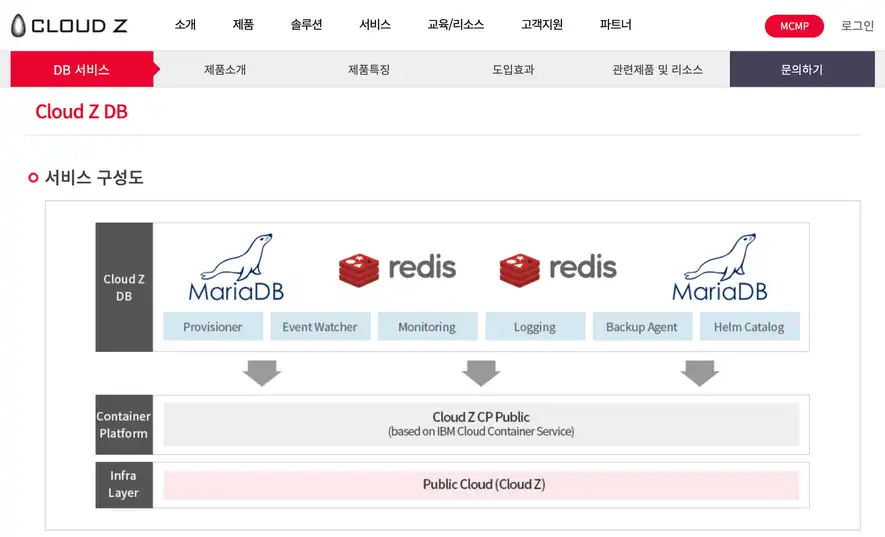 CLOUD Z 소개 제품 솔루션 서비스 교육/리소스 고객지원 파트너 MCMP 로그인
DB 서비스 제품소개 제품특징 도입효과 관련제품 및 리소스 문의하기
Cloud Z DB
서비스 구성도
Cloud Z
DB
MariaDB redis redis MariaDB
Provisioner Event Watcher Monitoring Logging Backup Agent Helm Catalog
Container
Platform
Cloud Z CP Public
(based on IBM Cloud Container Service)
Infra
Layer
Public Cloud (Cloud Z)